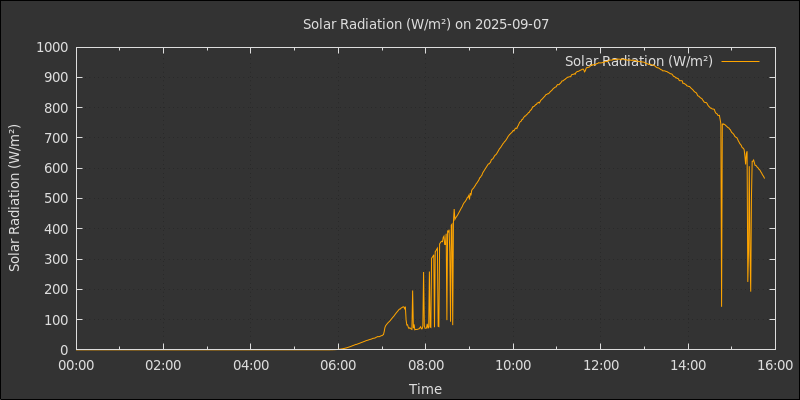 Solar Radiation (W/m²) on 2025-09-07
Solar Radiation (W/m²)
Solar Radiation (W/m²)
1000
900
800
700
600
500
400
300
200
100
0
00:00 02:00 04:00 06:00 08:00 10:00 12:00 14:00 16:00
Time